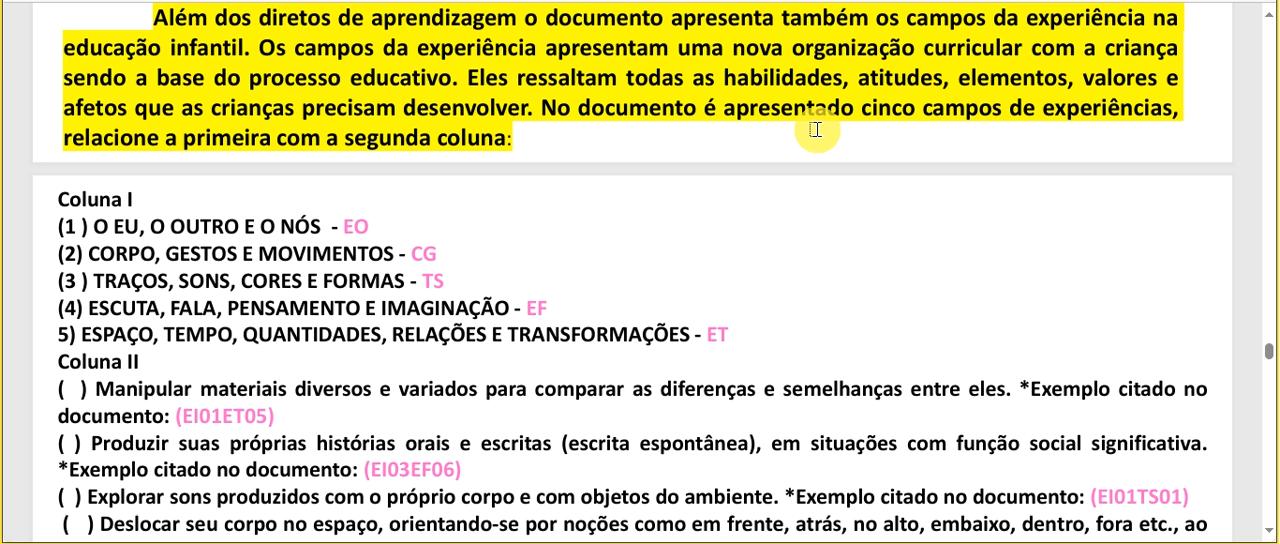 Além dos diretos de aprendizagem o documento apresenta também os campos da experiência na
educação infantil. Os campos da experiência apresentam uma nova organização curricular com a criança
sendo a base do processo educativo. Eles ressaltam todas as habilidades, atitudes, elementos, valores e
afetos que as crianças precisam desenvolver. No documento é apresentado cinco campos de experiências,
relacione a primeira com a segunda coluna:
Coluna I
(1 ) O EU, O OUTRO E O NÓS - EO
(2) CORPO, GESTOS E MOVIMENTOS - CG
(3 ) TRAÇOS, SONS, CORES E FORMAS - TS
(4) ESCUTA, FALA, PENSAMENTO E IMAGINAÇÃO - EF
5) ESPAÇO, TEMPO, QUANTIDADES, RELAÇÕES E TRANSFORMAÇÕES - ET
Coluna II
( ) Manipular materiais diversos e variados para comparar as diferenças e semelhanças entre eles. *Exemplo citado no
documento: (EI01ET05)
( ) Produzir suas próprias histórias orais e escritas (escrita espontânea), em situações com função social significativa.
*Exemplo citado no documento: (EI03EF06)
( ) Explorar sons produzidos com o próprio corpo e com objetos do ambiente. *Exemplo citado no documento: (EI01TS01)
( ) Deslocar seu corpo no espaço, orientando-se por noções como em frente, atrás, no alto, embaixo, dentro, fora etc., ao